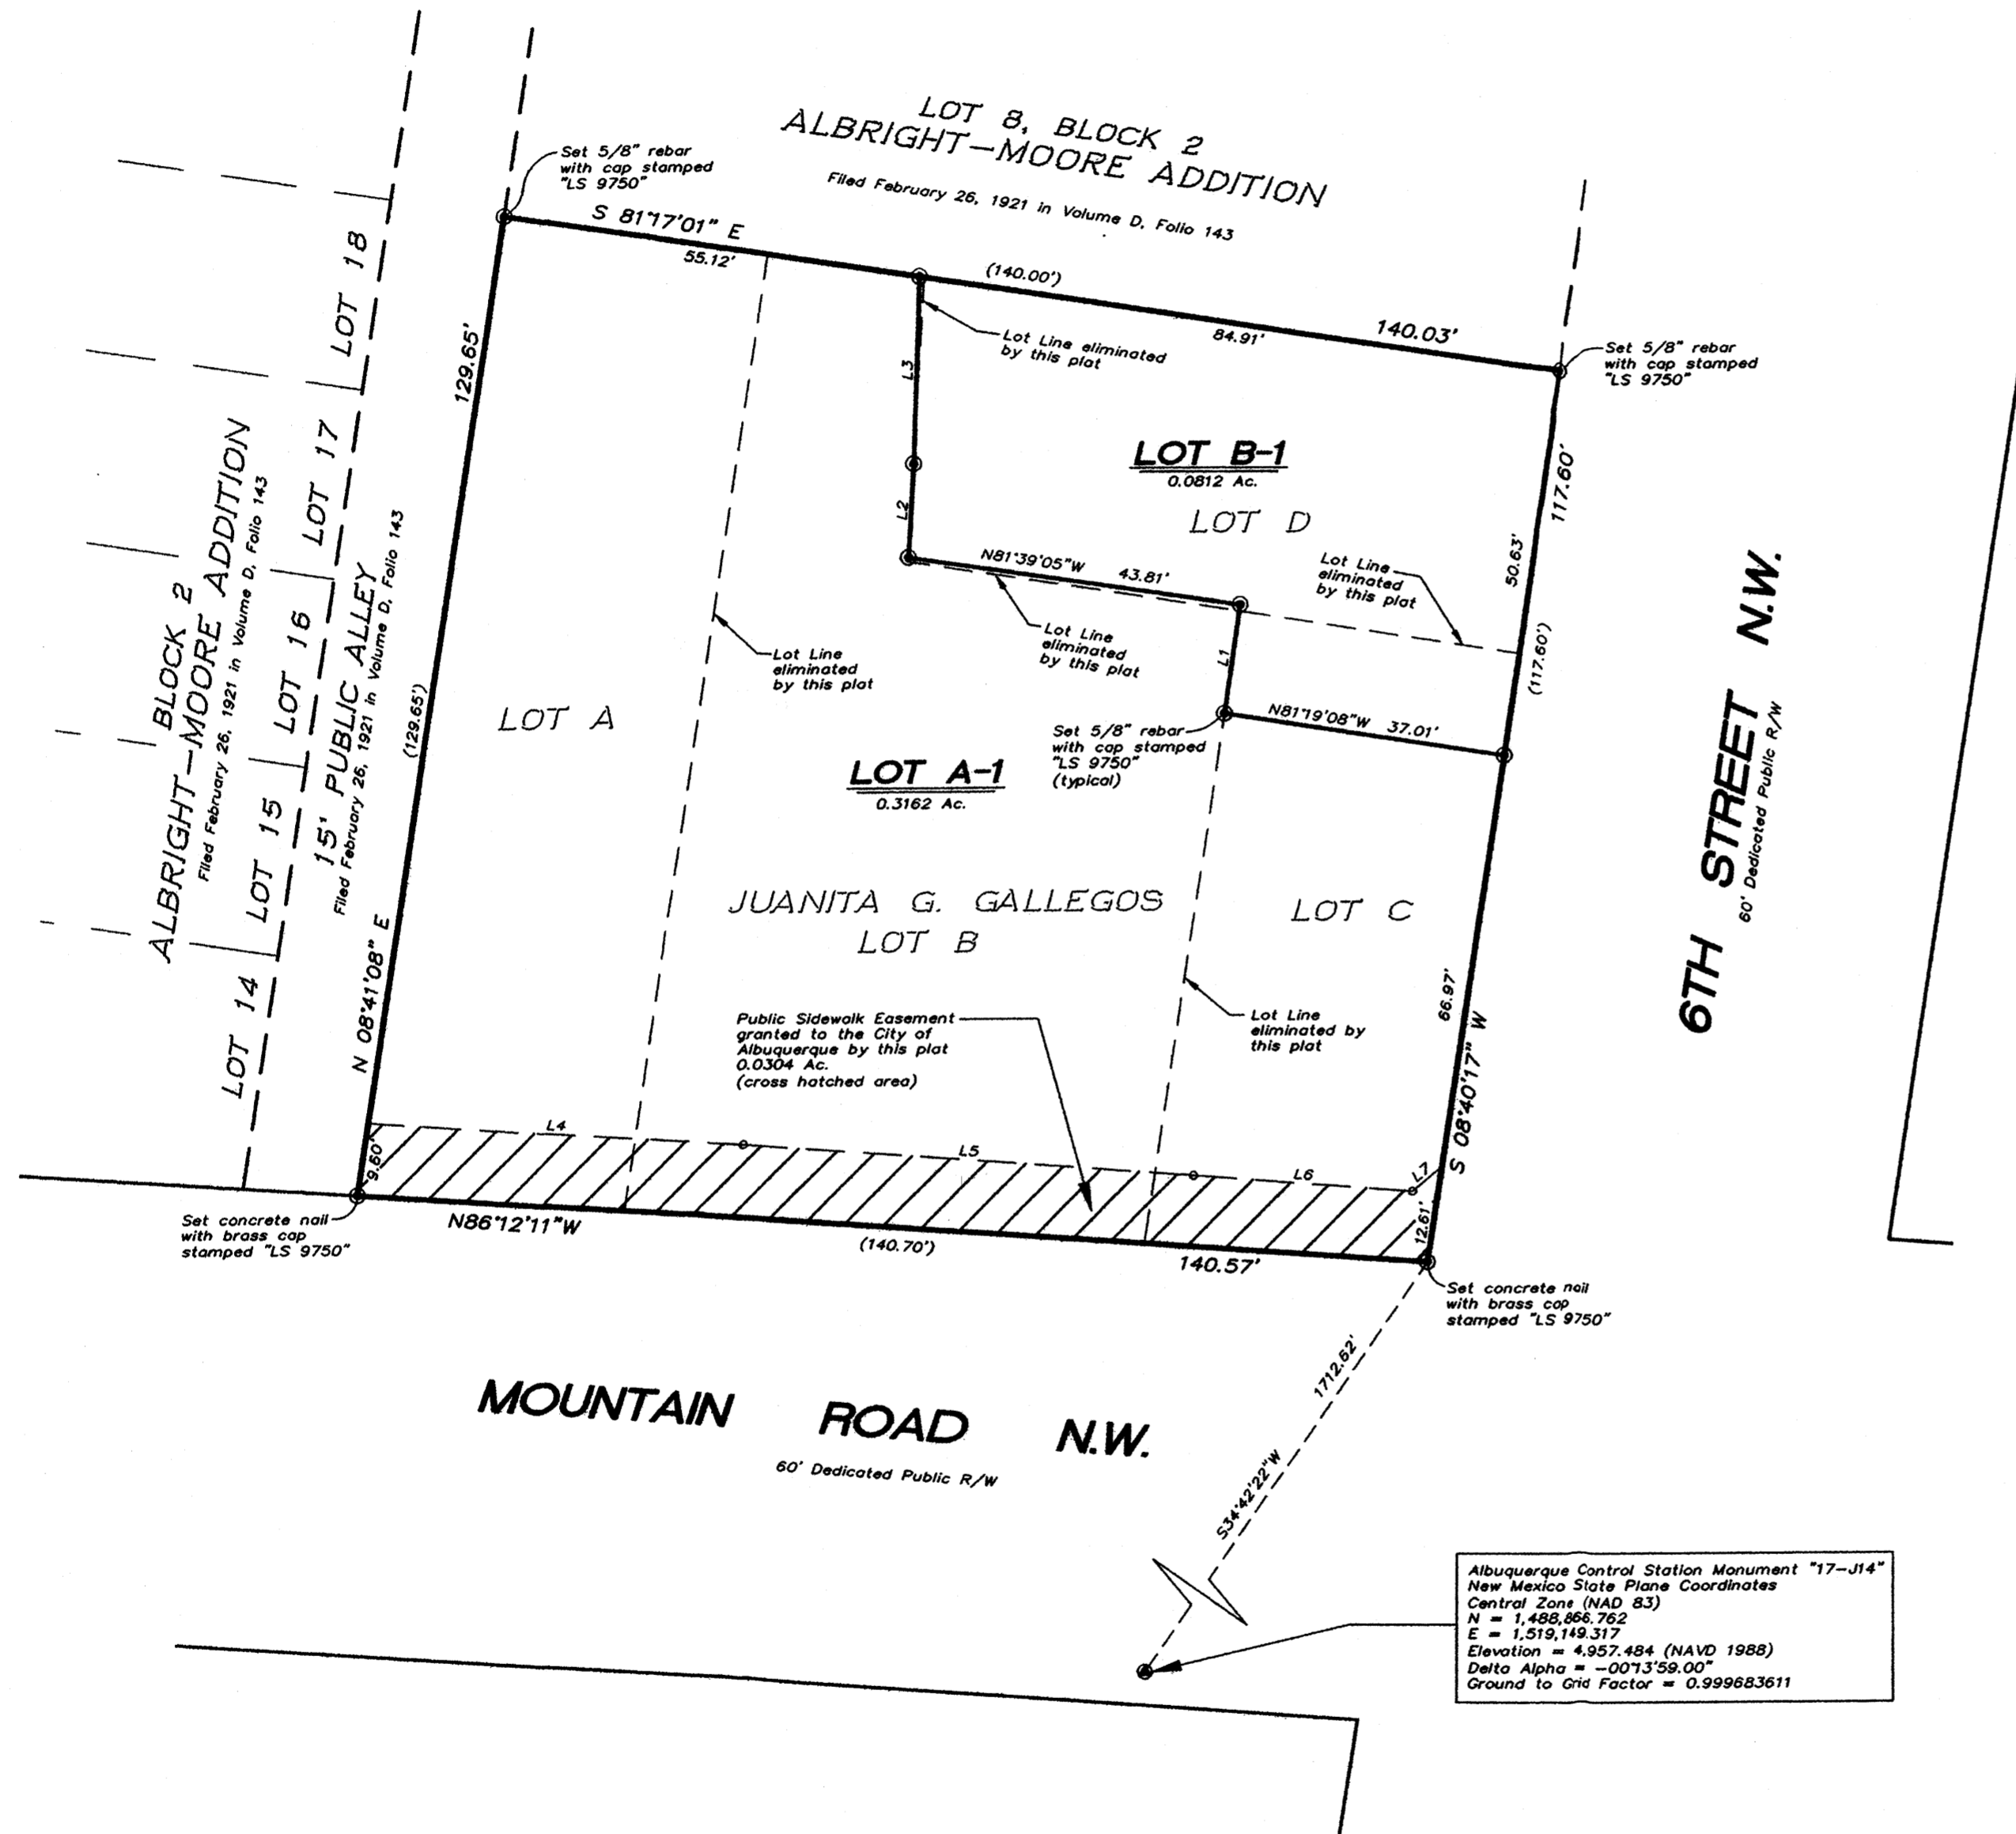 LOT 8, BLOCK 2
ALBRIGHT-MOORE ADDITION
Filed February 26, 1921 in Volume D, Folio 143
Set 5/8" rebar
with cap stamped
"LS 9750"
S 81°17'01" E
55.12'
(140.00')
84.91'
140.03'
Lot Line eliminated
by this plat
Set 5/8" rebar
with cap stamped
"LS 9750"
LOT 18
LOT 17
LOT 16
LOT 15
LOT 14
BLOCK 2
ALBRIGHT-MOORE ADDITION
Filed February 26, 1921 in Volume D, Folio 143
15' PUBLIC ALLEY
Filed February 26, 1921 in Volume D, Folio 143
129.65'
(129.65')
N 08°41'08" E
9.60'
L3
L2
LOT B-1
0.0812 Ac.
LOT D
117.60'
50.63'
(117.60')
N81°39'05"W 43.81'
Lot Line
eliminated
by this plat
Lot Line
eliminated
by this plat
L1
Lot Line
eliminated
by this plat
LOT A
N81°19'08"W 37.01'
Set 5/8" rebar
with cap stamped
"LS 9750"
(typical)
LOT A-1
0.3162 Ac.
JUANITA G. GALLEGOS
LOT B
LOT C
66.97'
S 08°40'17" W
6TH STREET N.W.
60' Dedicated Public R/W
Public Sidewalk Easement
granted to the City of
Albuquerque by this plat
0.0304 Ac.
(cross hatched area)
Lot Line
eliminated by
this plat
L4
L5
L6
L7
12.61'
Set concrete nail
with brass cap
stamped "LS 9750"
N86°12'11"W
(140.70')
140.57'
Set concrete nail
with brass cap
stamped "LS 9750"
MOUNTAIN ROAD N.W.
60' Dedicated Public R/W
1712.62'
S34°42'22"W
Albuquerque Control Station Monument "17-J14"
New Mexico State Plane Coordinates
Central Zone (NAD 83)
N = 1,488,866.762
E = 1,519,149.317
Elevation = 4,957.484 (NAVD 1988)
Delta Alpha = -00°13'59.00"
Ground to Grid Factor = 0.999683611